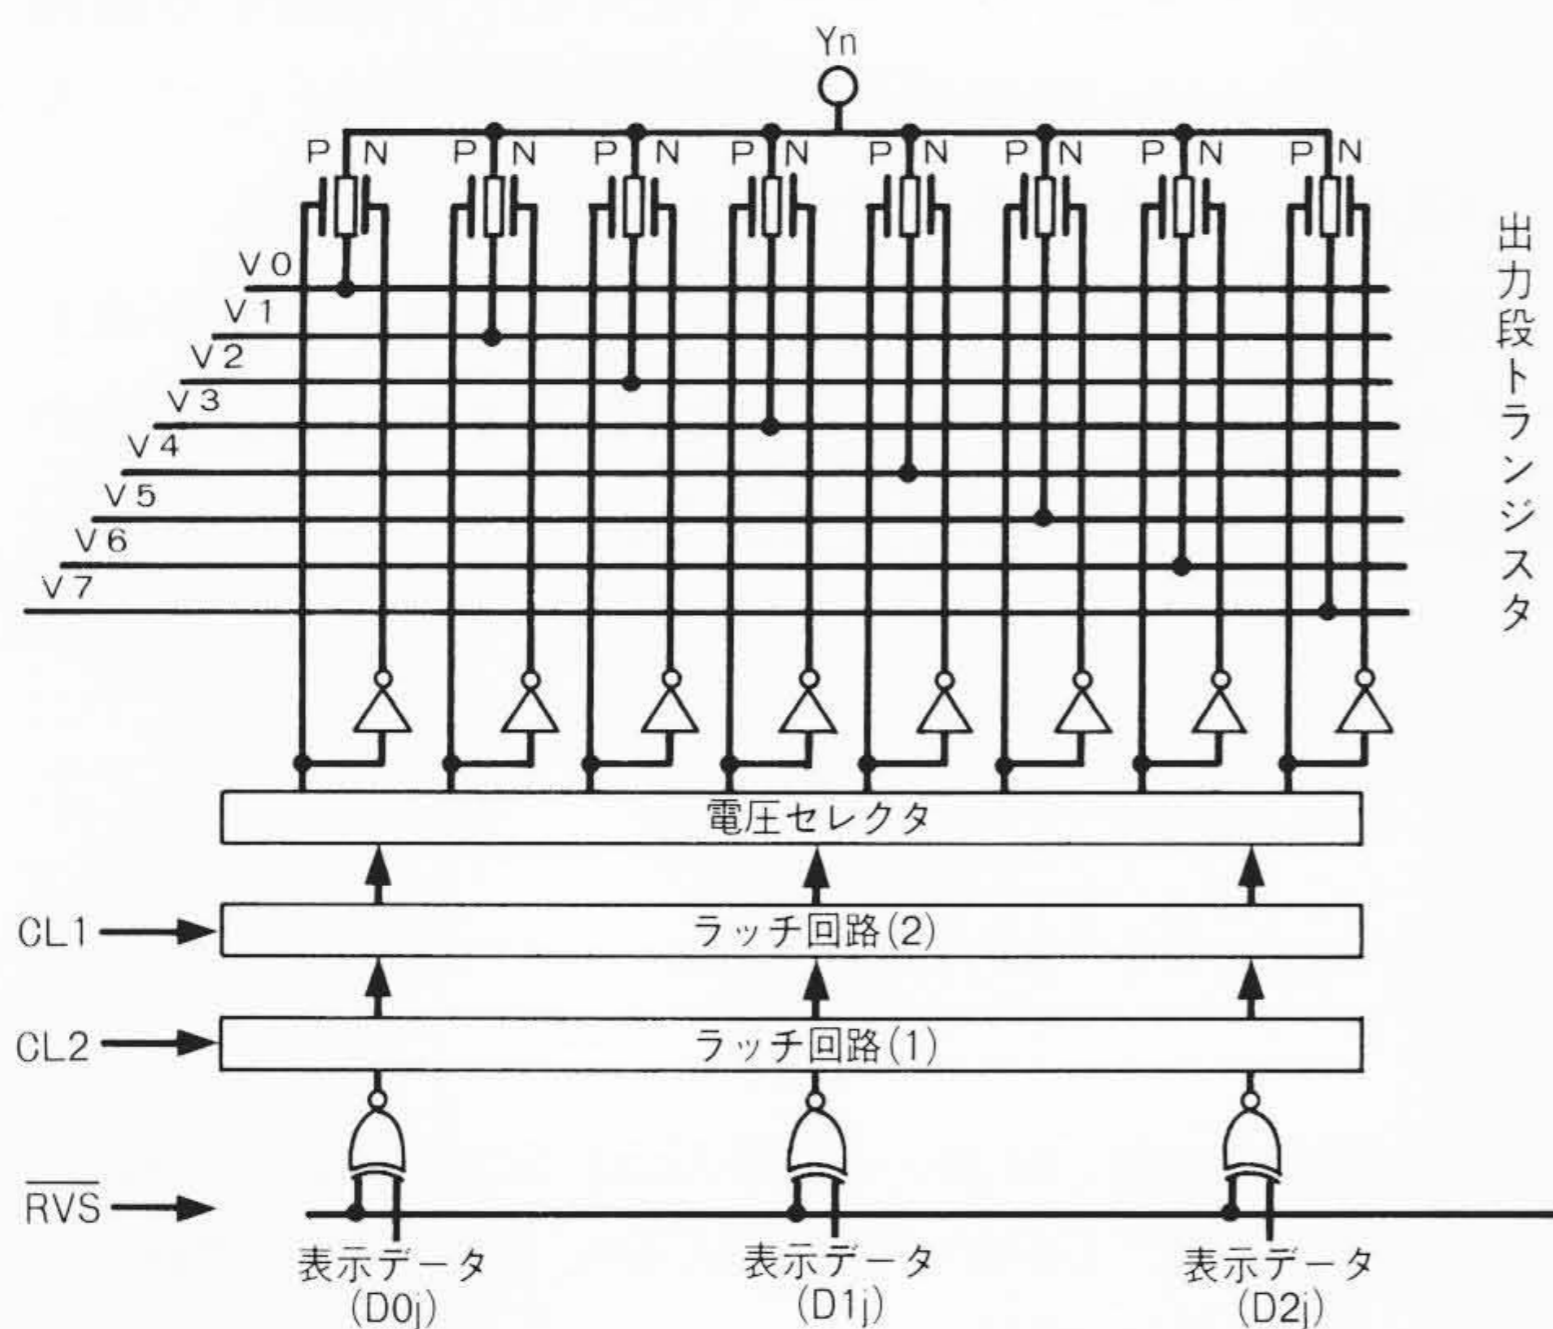 Yn
P N P N P N P N P N P N P N P N
V0
V1
V2
V3
V4
V5
V6
V7
出力段トランジスタ
電圧セレクタ
CL1
ラッチ回路(2)
CL2
ラッチ回路(1)
RVS
表示データ
(D0j)
表示データ
(D1j)
表示データ
(D2j)